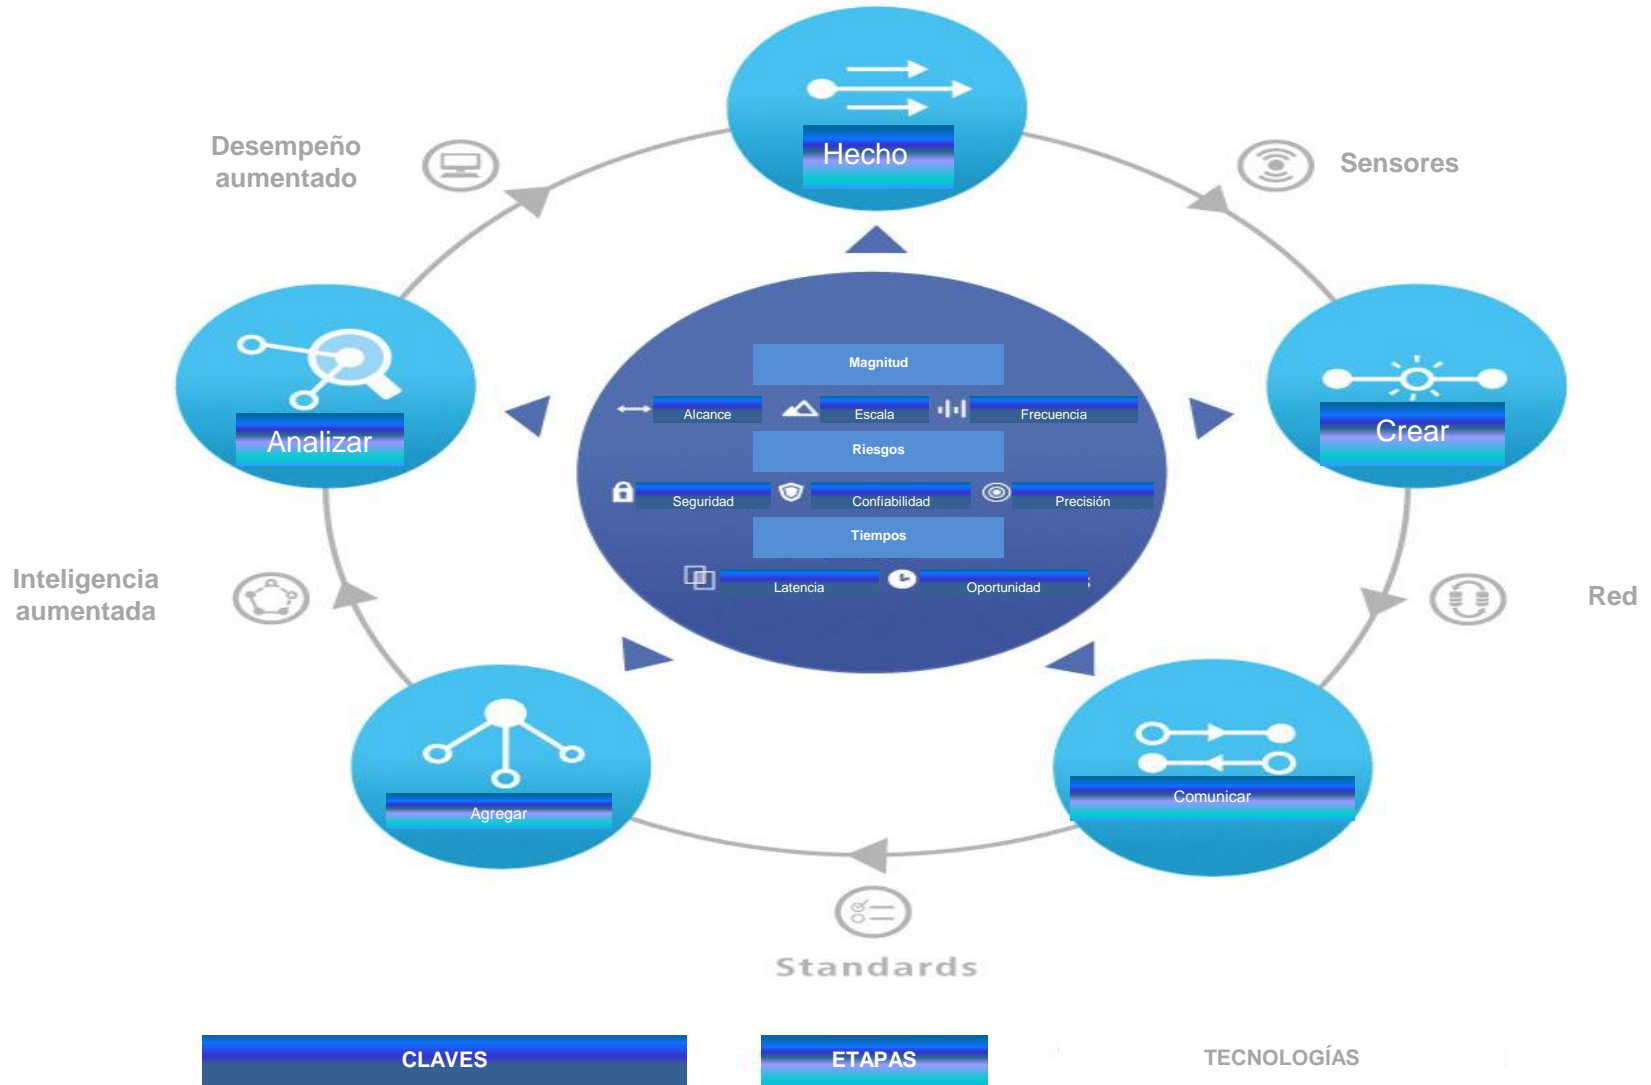 Hecho
Desempeño
aumentado
Sensores
Magnitud
Alcance
Escala
Frecuencia
Analizar
Crear
Riesgos
Seguridad
Confiabilidad
Precisión
Tiempos
Latencia
Oportunidad
Inteligencia
aumentada
Red
Agregar
Comunicar
Standards
CLAVES
ETAPAS
TECNOLOGÍAS